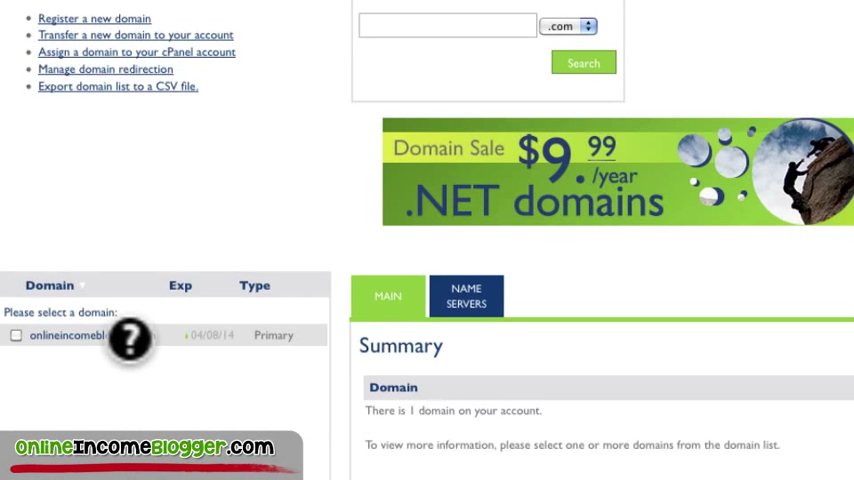 Register a new domain
Transfer a new domain to your account
Assign a domain to your cPanel account
Manage domain redirection
Export domain list to a CSV file.
.com
Search
Domain Sale $9.99
/year
.NET domains
Domain Exp Type
Please select a domain:
04/08/14 Primary
MAIN
NAME
SERVERS
Summary
Domain
There is 1 domain on your account.
To view more information, please select one or more domains from the domain list.
OnlineIncomeBlogger.com